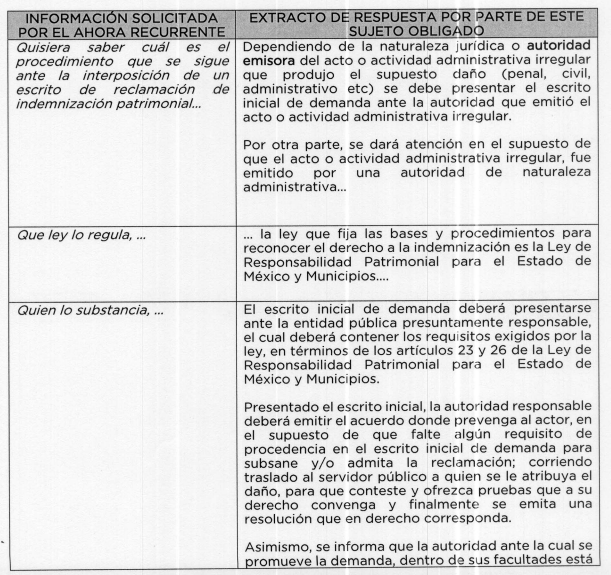 INFORMACIÓN SOLICITADA
POR EL AHORA RECURRENTE
EXTRACTO DE RESPUESTA POR PARTE DE ESTE
SUJETO OBLIGADO
Quisiera saber cuál es el
procedimiento que se sigue
ante la interposición de un
escrito de reclamación de
indemnización patrimonial...
Dependiendo de la naturaleza jurídica o autoridad
emisora del acto o actividad administrativa irregular
que produjo el supuesto daño (penal, civil,
administrativo etc) se debe presentar el escrito
inicial de demanda ante la autoridad que emitió el
acto o actividad administrativa irregular.
Por otra parte, se dará atención en el supuesto de
que el acto o actividad administrativa irregular, fue
emitido por una autoridad de naturaleza
administrativa...
Que ley lo regula, ...
... la ley que fija las bases y procedimientos para
reconocer el derecho a la indemnización es la Ley de
Responsabilidad Patrimonial para el Estado de
México y Municipios....
Quien lo substancia, ...
El escrito inicial de demanda deberá presentarse
ante la entidad pública presuntamente responsable,
el cual deberá contener los requisitos exigidos por la
ley, en términos de los artículos 23 y 26 de la Ley de
Responsabilidad Patrimonial para el Estado de
México y Municipios.
Presentado el escrito inicial, la autoridad responsable
deberá emitir el acuerdo donde prevenga al actor, en
el supuesto de que falte algún requisito de
procedencia en el escrito inicial de demanda para
subsane y/o admita la reclamación; corriendo
traslado al servidor público a quien se le atribuya el
daño, para que conteste y ofrezca pruebas que a su
derecho convenga y finalmente se emita una
resolución que en derecho corresponda.
Asimismo, se informa que la autoridad ante la cual se
promueve la demanda, dentro de sus facultades está